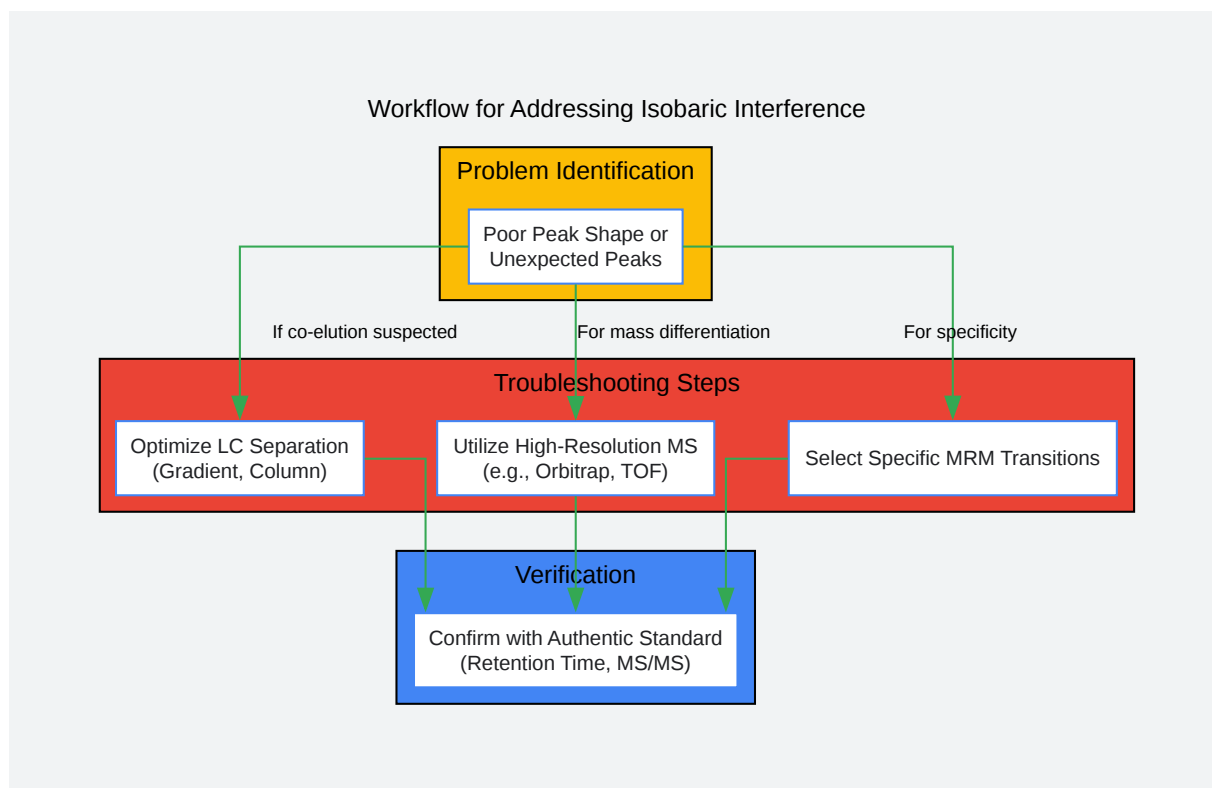 Workflow for Addressing Isobaric Interference
Problem Identification
Poor Peak Shape or
Unexpected Peaks
If co-elution suspected
For mass differentiation
For specificity
Troubleshooting Steps
Optimize LC Separation
(Gradient, Column)
Utilize High-Resolution MS
(e.g., Orbitrap, TOF)
Select Specific MRM Transitions
Verification
Confirm with Authentic Standard
(Retention Time, MS/MS)